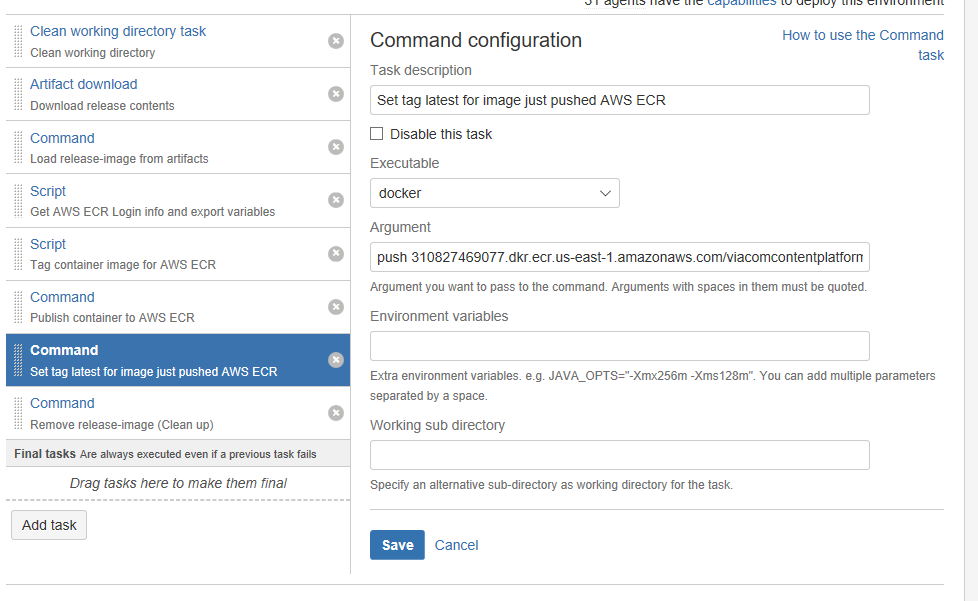 31 agents have the capabilities to deploy this environment
Clean working directory task
Clean working directory
Artifact download
Download release contents
Command
Load release-image from artifacts
Script
Get AWS ECR Login info and export variables
Script
Tag container image for AWS ECR
Command
Publish container to AWS ECR
Command
Set tag latest for image just pushed AWS ECR
Command
Remove release-image (Clean up)
Final tasks Are always executed even if a previous task fails
Drag tasks here to make them final
Add task
Command configuration
How to use the Command
task
Task description
Set tag latest for image just pushed AWS ECR
Disable this task
Executable
docker
Argument
push 310827469077.dkr.ecr.us-east-1.amazonaws.com/viacomcontentplatform
Argument you want to pass to the command. Arguments with spaces in them must be quoted.
Environment variables
Extra environment variables. e.g. JAVA_OPTS="-Xmx256m -Xms128m". You can add multiple parameters
separated by a space.
Working sub directory
Specify an alternative sub-directory as working directory for the task.
Save
Cancel